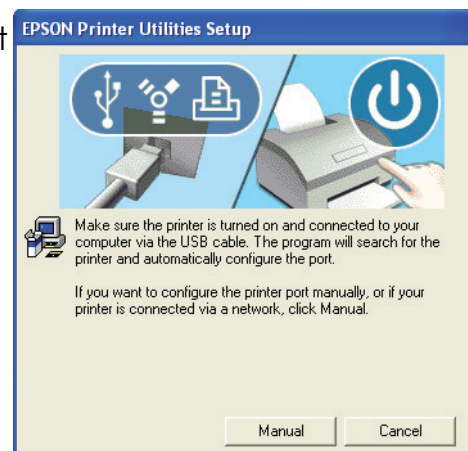 t
EPSON Printer Utilities Setup
Make sure the printer is turned on and connected to your
computer via the USB cable. The program will search for the
printer and automatically configure the port.
If you want to configure the printer port manually, or if your
printer is connected via a network, click Manual.
Manual Cancel